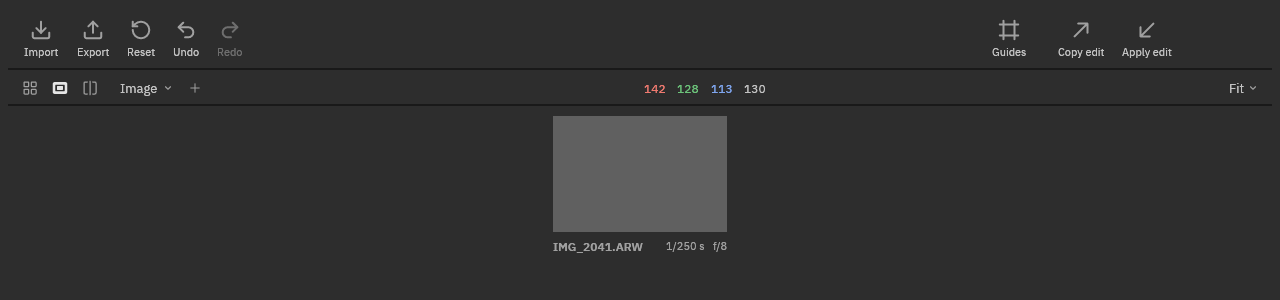 Import Export Reset Undo Redo Guides Copy edit Apply edit
Image 142 128 113 130 Fit
IMG_2041.ARW 1/250 s f/8